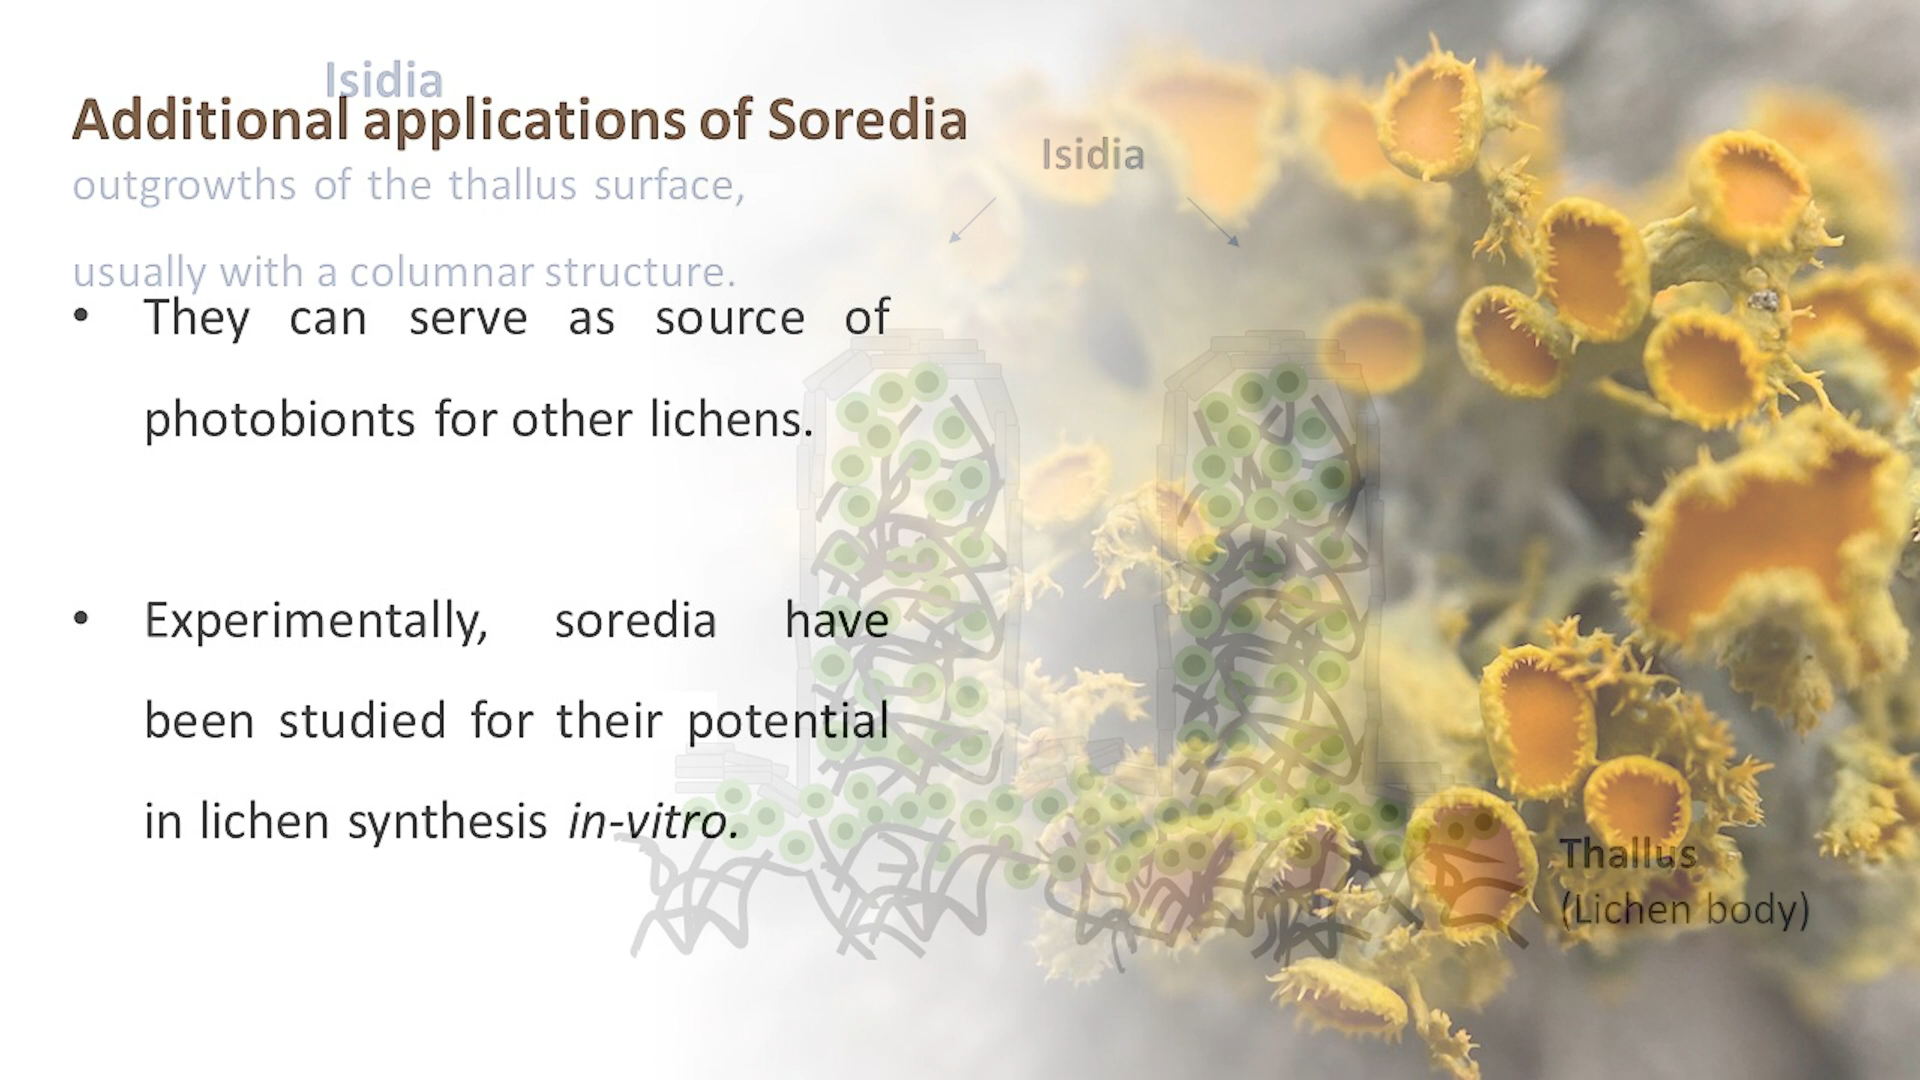 Isidia
Additional applications of Soredia
Isidia
outgrowths of the thallus surface,
usually with a columnar structure.
• They can serve as source of
photobionts for other lichens.
• Experimentally, soredia have
been studied for their potential
in lichen synthesis in-vitro.
Thallus
(Lichen body)